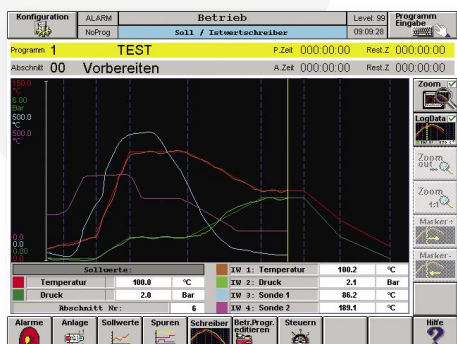 Konfiguration ALARM Betrieb Level: 99 Programm Eingabe
NoProg Soll / Istwertschreiber 09:09:28
Programm 1 TEST P.Zeit 000:00:00 Rest.Z 000:00:00
Abschnitt 00 Vorbereiten A.Zeit 000:00:00 Rest.Z 000:00:00
150.0
°C
6.00
Bar
500.0
°C
500.0
°C
0.0
0.0
0.00
0.0
Zoom
LogData
Zoom out
Zoom 1:1
Marker+
Marker-
Sollwerte: IW 1: Temperatur 100.2 °C
Temperatur 100.0 °C IW 2: Druck 2.1 Bar
Druck 2.0 Bar IW 3: Sonde 1 86.2 °C
Abschnitt Nr: 6 IW 4: Sonde 2 189.1 °C
Alarme Anlage Sollwerte Spuren Schreiber Betr.Progr. editieren Steuern Hilfe